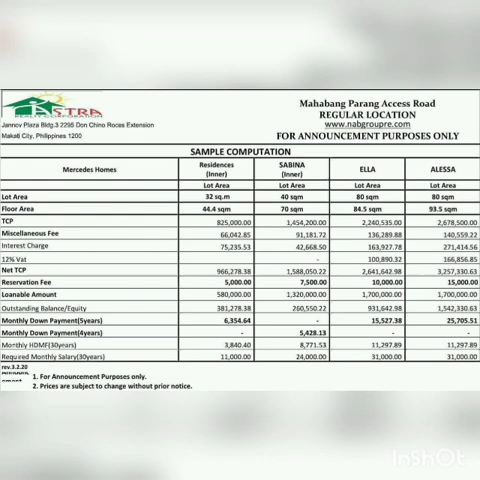 ASTRA
REALTY CORPORATION
Jannov Plaza Bldg.3 2295 Don Chino Roces Extension
Makati City, Philippines 1200
Mahabang Parang Access Road
REGULAR LOCATION
www.nabgroupre.com
FOR ANNOUNCEMENT PURPOSES ONLY
SAMPLE COMPUTATION
Mercedes Homes Residences (Inner) SABINA (Inner) ELLA ALESSA
Lot Area Lot Area Lot Area Lot Area
Lot Area 32 sq.m 40 sqm 80 sqm 80 sqm
Floor Area 44.4 sqm 70 sqm 84.5 sqm 93.5 sqm
TCP 825,000.00 1,454,200.00 2,240,535.00 2,678,500.00
Miscellaneous Fee 66,042.85 91,181.72 136,289.88 140,559.22
Interest Charge 75,235.53 42,668.50 163,927.78 271,414.56
12% Vat - 100,890.32 166,856.85
Net TCP 966,278.38 1,588,050.22 2,641,642.98 3,257,330.63
Reservation Fee 5,000.00 7,500.00 10,000.00 15,000.00
Loanable Amount 580,000.00 1,320,000.00 1,700,000.00 1,700,000.00
Outstanding Balance/Equity 381,278.38 260,550.22 931,642.98 1,542,330.63
Monthly Down Payment(5years) 6,354.64 - 15,527.38 25,705.51
Monthly Down Payment(4years) - 5,428.13 - -
Monthly HDMF(30years) 3,840.40 8,771.53 11,297.89 11,297.89
Required Monthly Salary(30years) 11,000.00 24,000.00 31,000.00 31,000.00
rev.3.2.20
1. For Announcement Purposes only.
2. Prices are subject to change without prior notice.
InShOt